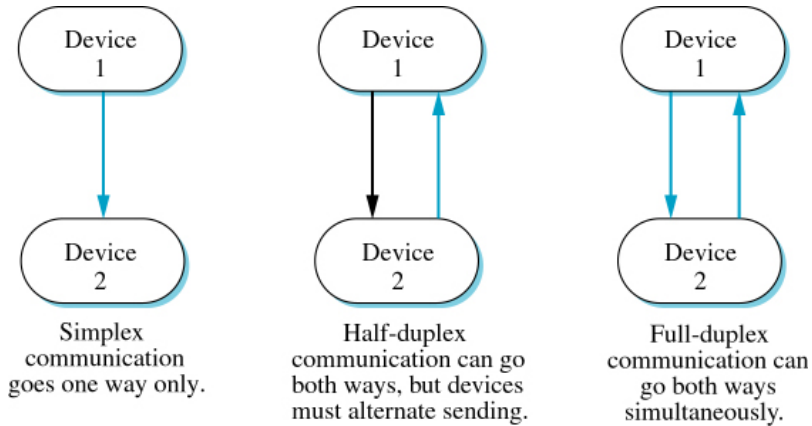 Device
1
Device
2
Simplex
communication
goes one way only.
Device
1
Device
2
Half-duplex
communication can go
both ways, but devices
must alternate sending.
Device
1
Device
2
Full-duplex
communication can
go both ways
simultaneously.